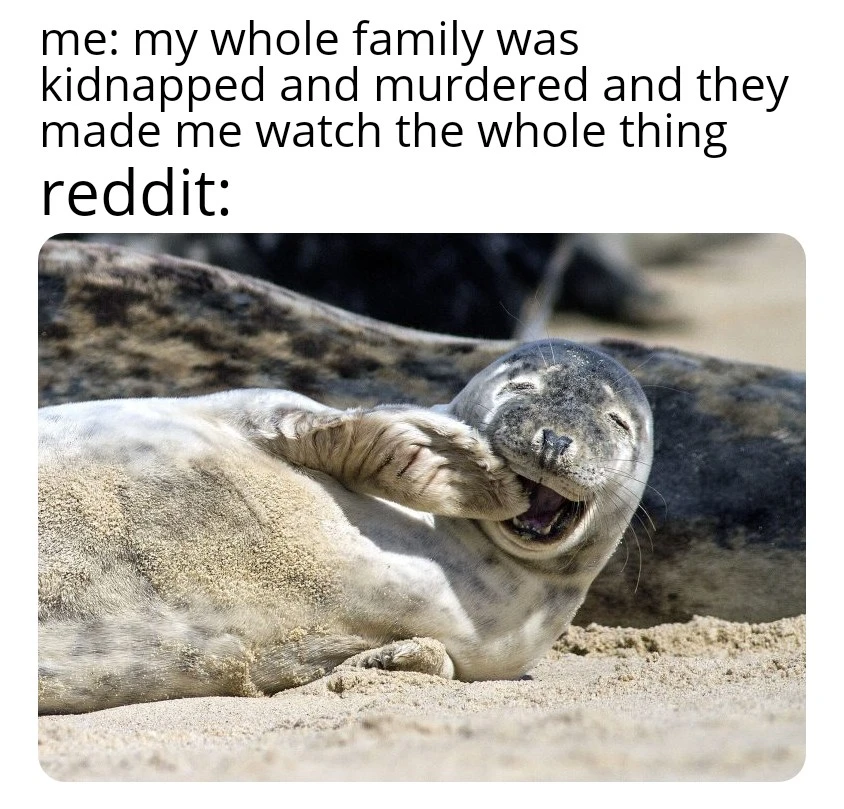 me: my whole family was
kidnapped and murdered and they
made me watch the whole thing
reddit: